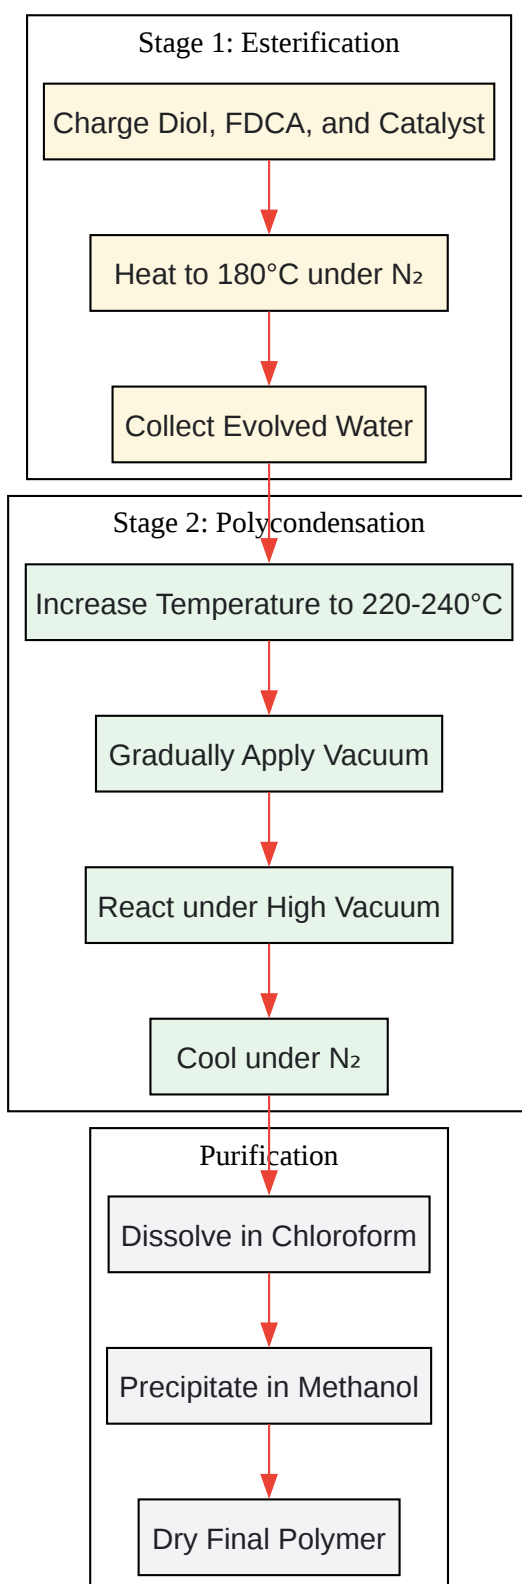 Stage 1: Esterification
Charge Diol, FDCA, and Catalyst
Heat to 180°C under N₂
Collect Evolved Water
Stage 2: Polycondensation
Increase Temperature to 220-240°C
Gradually Apply Vacuum
React under High Vacuum
Cool under N₂
Purification
Dissolve in Chloroform
Precipitate in Methanol
Dry Final Polymer